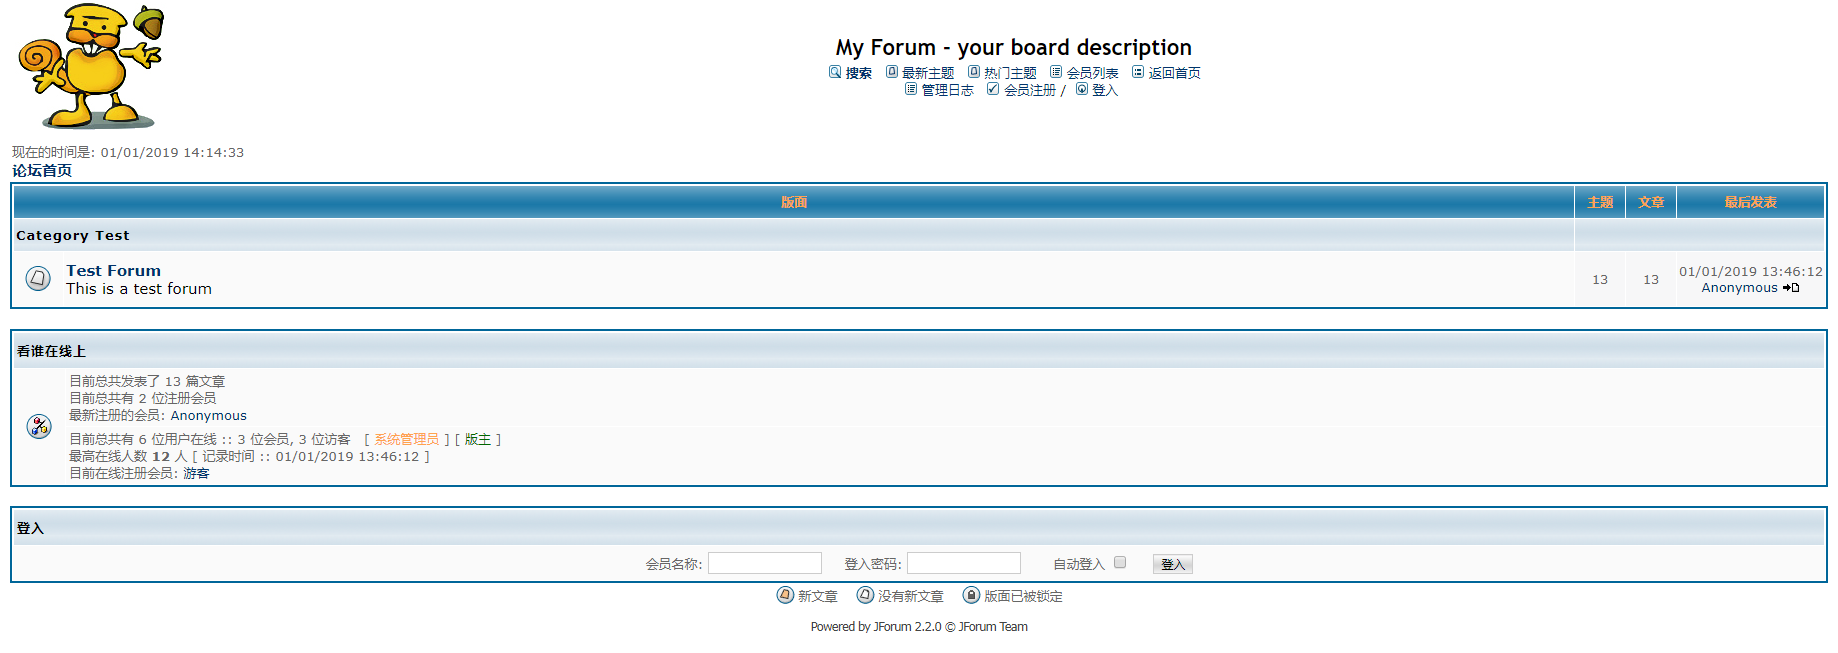 My Forum - your board description
搜索 最新主题 热门主题 会员列表 返回首页
管理日志 会员注册 / 登入
现在的时间是: 01/01/2019 14:14:33
论坛首页
版面 主题 文章 最后发表
Category Test
Test Forum
This is a test forum
13 13
01/01/2019 13:46:12
Anonymous
看谁在线上
目前总共发表了 13 篇文章
目前总共有 2 位注册会员
最新注册的会员: Anonymous
目前总共有 6 位用户在线 :: 3 位会员, 3 位访客 [ 系统管理员 ] [ 版主 ]
最高在线人数 12 人 [ 记录时间 :: 01/01/2019 13:46:12 ]
目前在线注册会员: 游客
登入
会员名称: 登入密码: 自动登入 登入
新文章 没有新文章 版面已被锁定
Powered by JForum 2.2.0 © JForum Team